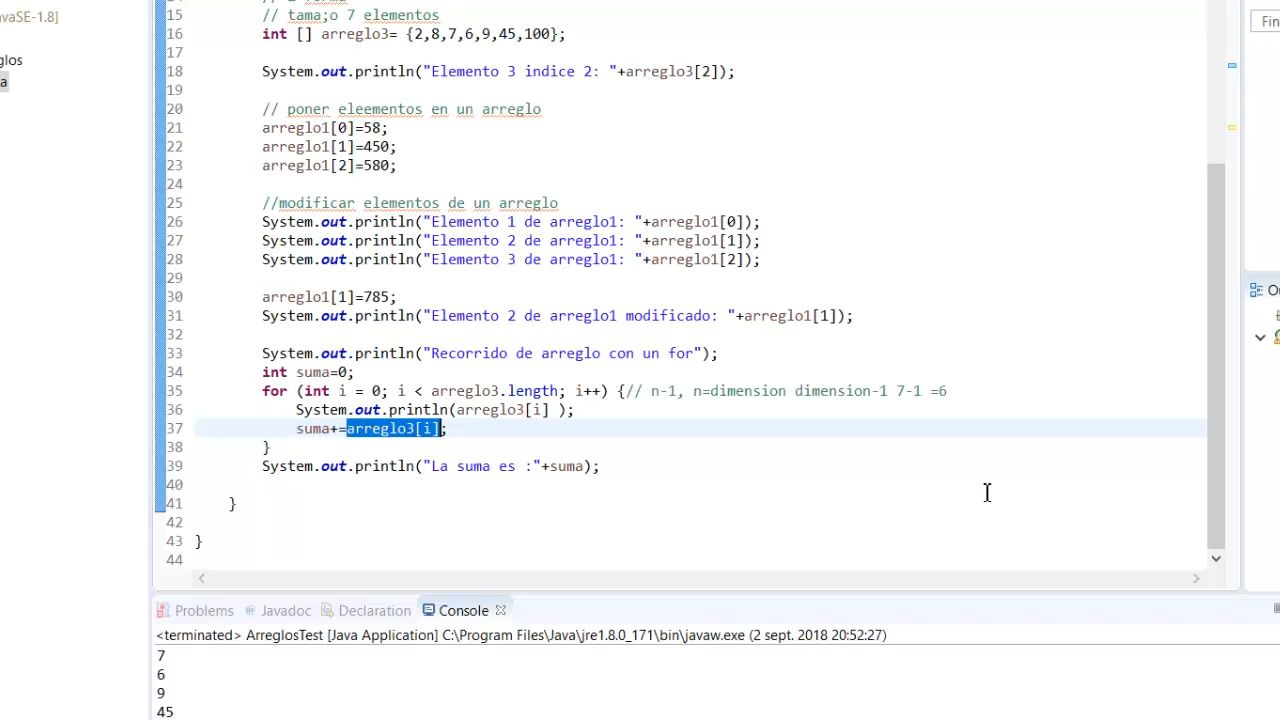 avaSE-1.8]
glos
a
15 // tama;o 7 elementos
16 int [] arreglo3= {2,8,7,6,9,45,100};
17
18 System.out.println("Elemento 3 indice 2: "+arreglo3[2]);
19
20 // poner eleementos en un arreglo
21 arreglo1[0]=58;
22 arreglo1[1]=450;
23 arreglo1[2]=580;
24
25 //modificar elementos de un arreglo
26 System.out.println("Elemento 1 de arreglo1: "+arreglo1[0]);
27 System.out.println("Elemento 2 de arreglo1: "+arreglo1[1]);
28 System.out.println("Elemento 3 de arreglo1: "+arreglo1[2]);
29
30 arreglo1[1]=785;
31 System.out.println("Elemento 2 de arreglo1 modificado: "+arreglo1[1]);
32
33 System.out.println("Recorrido de arreglo con un for");
34 int suma=0;
35 for (int i = 0; i < arreglo3.length; i++) {// n-1, n=dimension dimension-1 7-1 =6
36 System.out.println(arreglo3[i] );
37 suma+=arreglo3[i];
38 }
39 System.out.println("La suma es :"+suma);
40
41 }
42
43 }
44
Fin
Problems Javadoc Declaration Console
<terminated> ArreglosTest [Java Application] C:\Program Files\Java\jre1.8.0_171\bin\javaw.exe (2 sept. 2018 20:52:27)
7
6
9
45